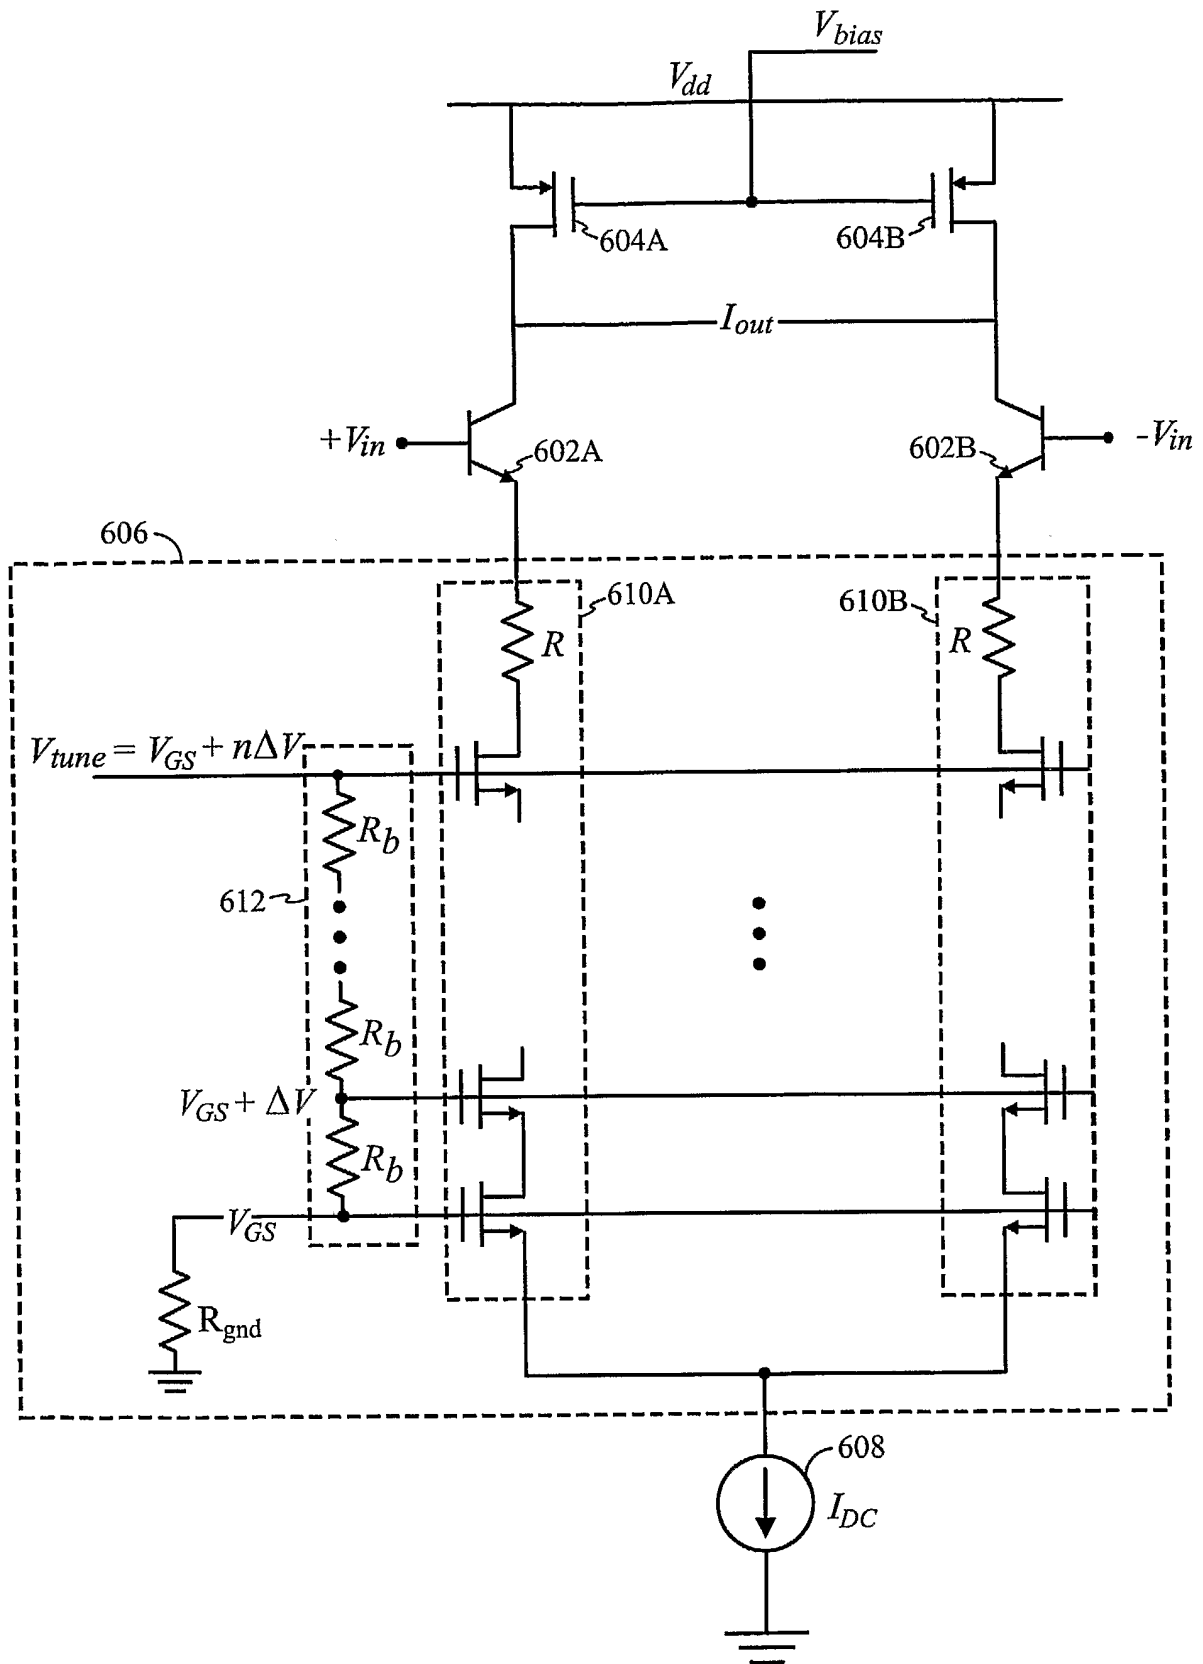 V_bias
V_dd
604A
604B
I_out
+V_in
602A
602B
-V_in
606
610A
610B
R
R
V_tune = V_GS + nΔV
R_b
612
R_b
V_GS + ΔV
R_b
V_GS
R_gnd
608
I_DC